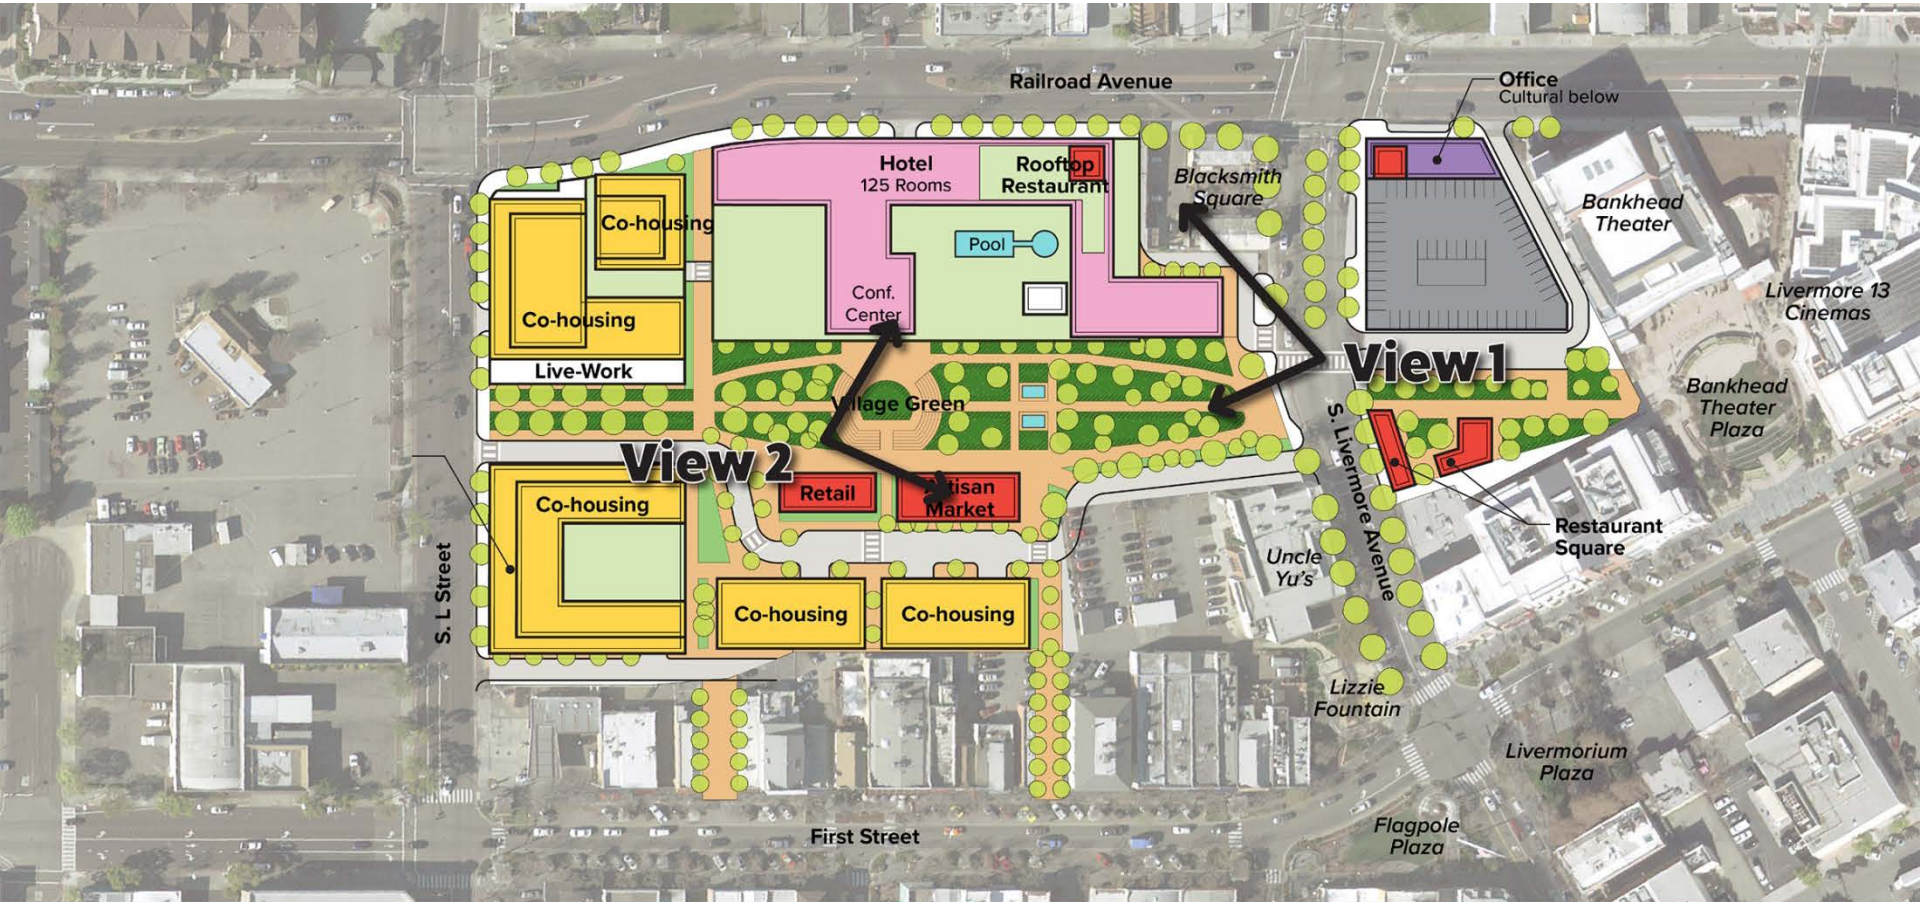 Railroad Avenue
Office
Cultural below
Hotel
125 Rooms
Rooftop
Restaurant
Blacksmith
Square
Bankhead
Theater
Co-housing
Pool
Livermore 13
Cinemas
Conf.
Center
Co-housing
Live-Work
View 1
Village Green
Bankhead
Theater
Plaza
View 2
S. Livermore Avenue
Co-housing
Retail
Artisan
Market
Restaurant
Square
Uncle
Yu's
S. L Street
Co-housing
Co-housing
Lizzie
Fountain
Livermorium
Plaza
First Street
Flagpole
Plaza